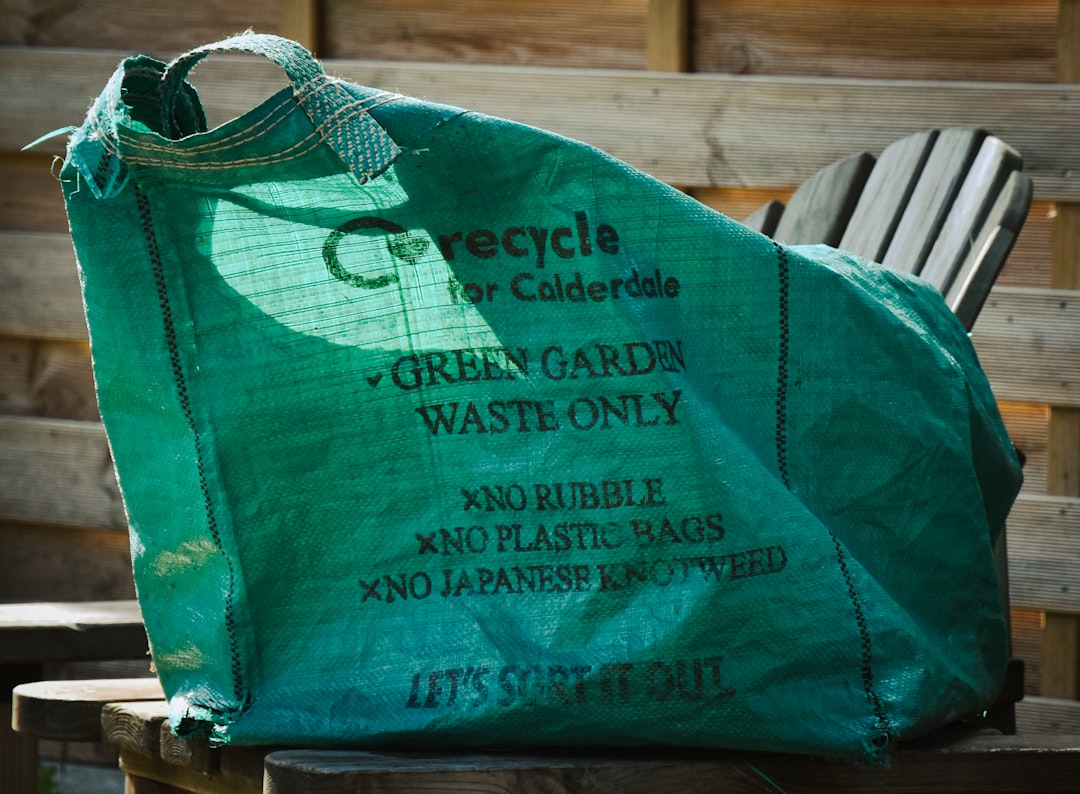 recycle
for Calderdale
✓GREEN GARDEN
WASTE ONLY
×NO RUBBLE
×NO PLASTIC BAGS
×NO JAPANESE KNOTWEED
LET'S SORT IT OUT.